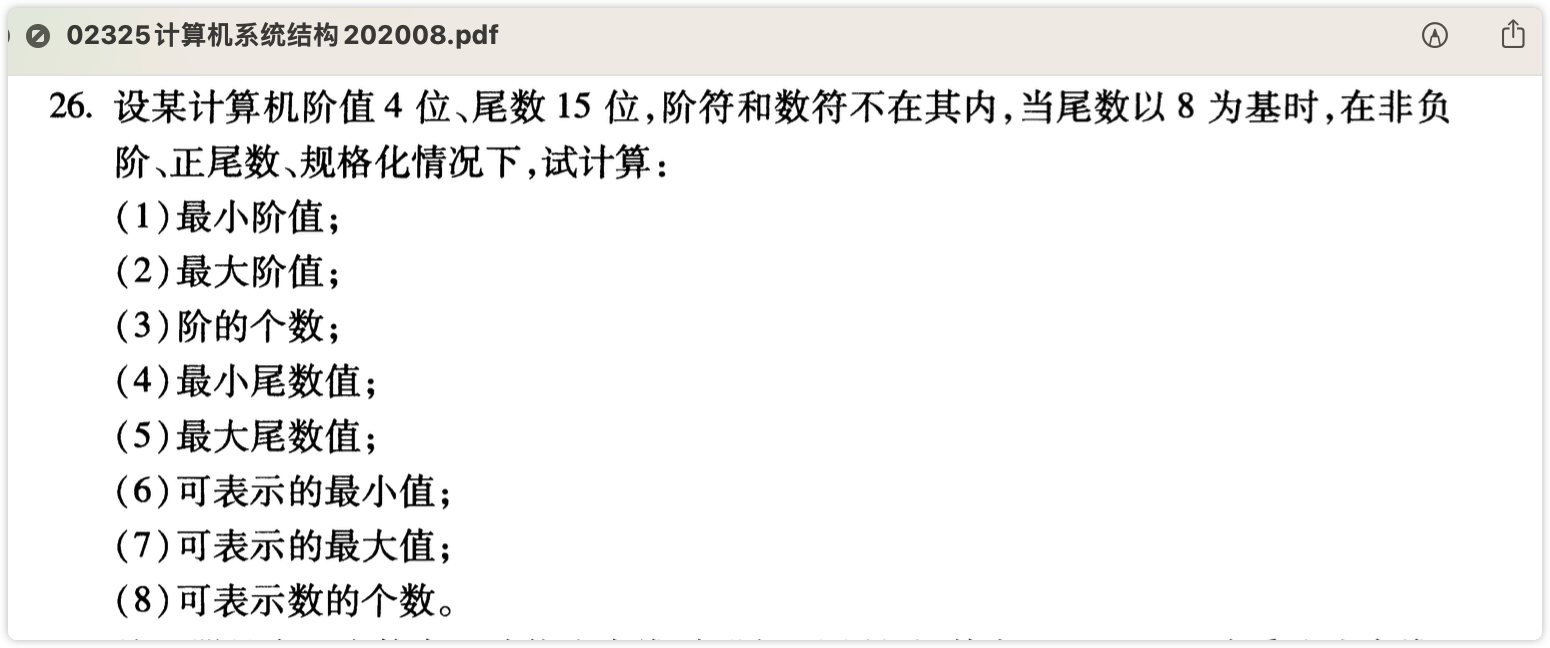 02325计算机系统结构202008.pdf
26. 设某计算机阶值4位、尾数15位,阶符和数符不在其内,当尾数以8为基时,在非负
阶、正尾数、规格化情况下,试计算:
(1)最小阶值;
(2)最大阶值;
(3)阶的个数;
(4)最小尾数值;
(5)最大尾数值;
(6)可表示的最小值;
(7)可表示的最大值;
(8)可表示数的个数。